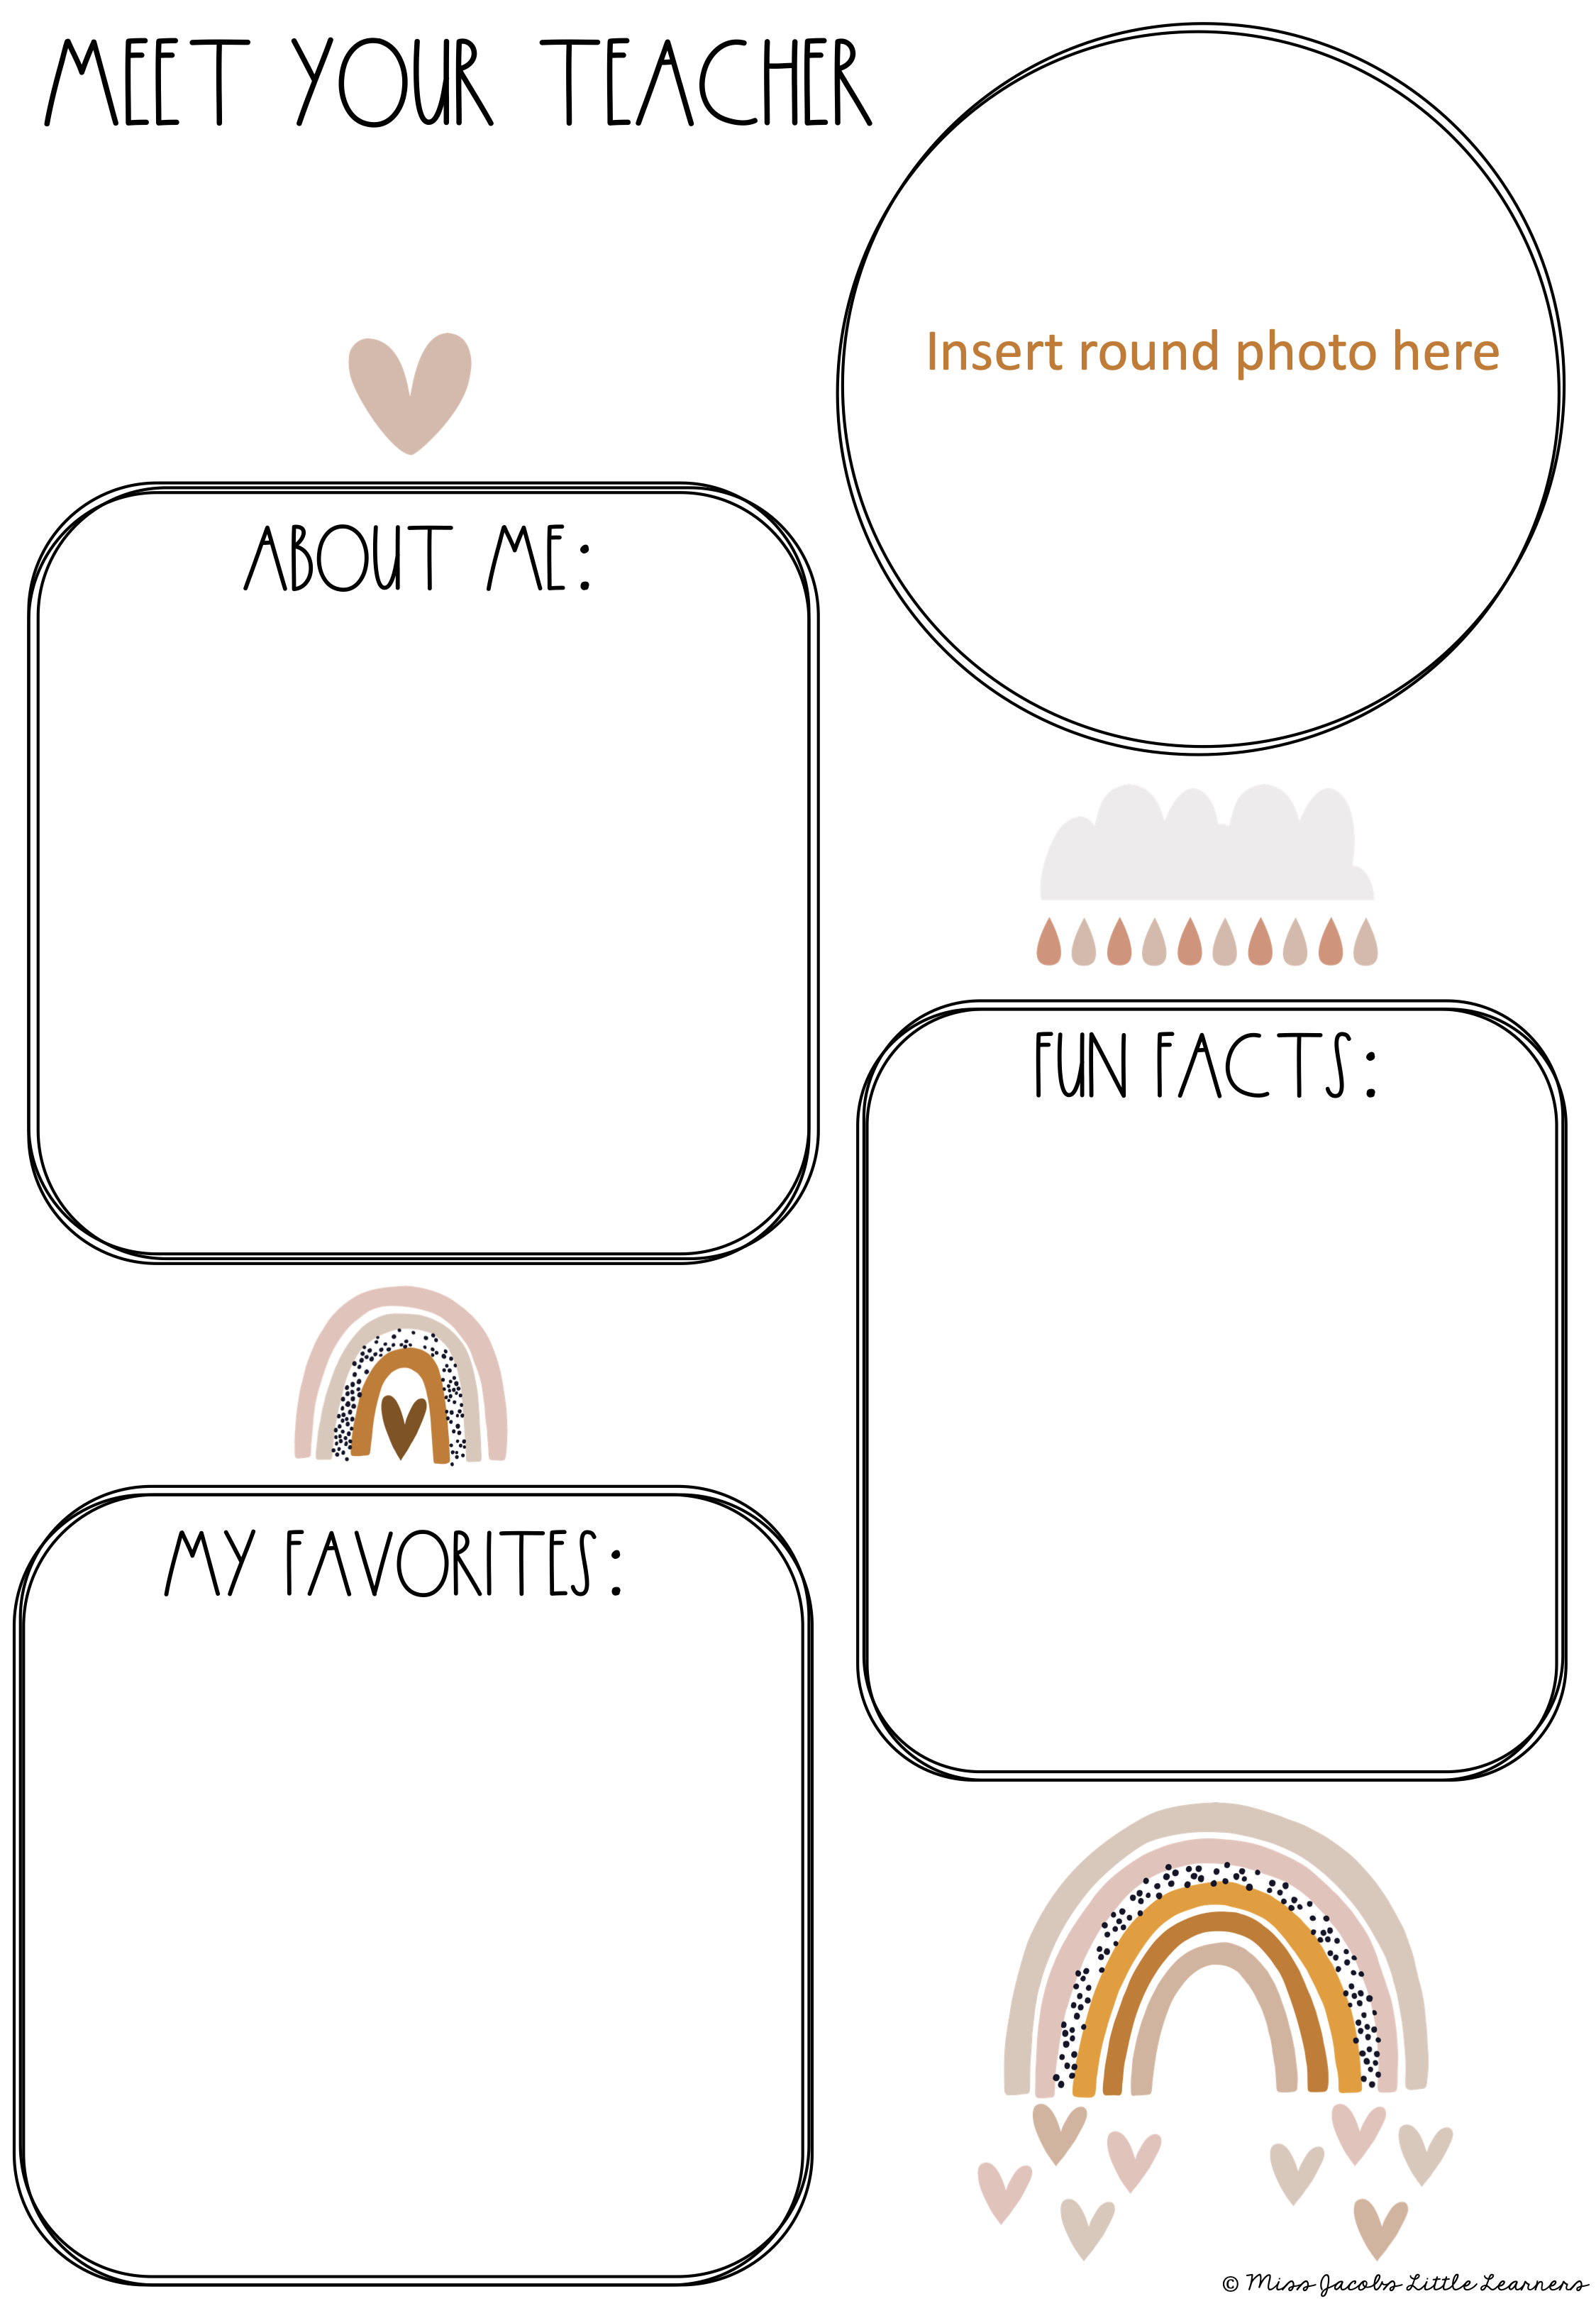 MEET YOUR TEACHER
Insert round photo here
ABOUT ME:
FUN FACTS:
MY FAVORITES:
© Miss Jacobs Little Learners